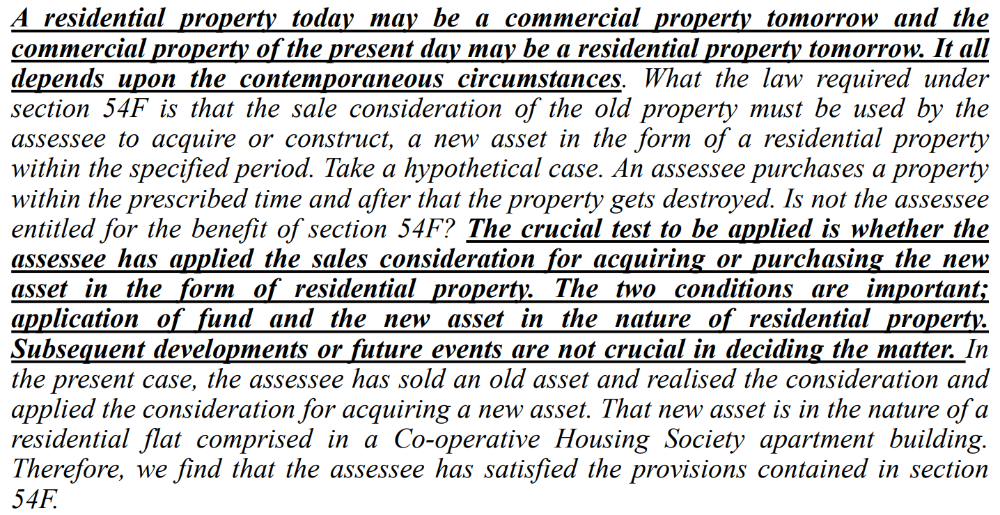 A residential property today may be a commercial property tomorrow and the
commercial property of the present day may be a residential property tomorrow. It all
depends upon the contemporaneous circumstances. What the law required under
section 54F is that the sale consideration of the old property must be used by the
assessee to acquire or construct, a new asset in the form of a residential property
within the specified period. Take a hypothetical case. An assessee purchases a property
within the prescribed time and after that the property gets destroyed. Is not the assessee
entitled for the benefit of section 54F? The crucial test to be applied is whether the
assessee has applied the sales consideration for acquiring or purchasing the new
asset in the form of residential property. The two conditions are important;
application of fund and the new asset in the nature of residential property.
Subsequent developments or future events are not crucial in deciding the matter. In
the present case, the assessee has sold an old asset and realised the consideration and
applied the consideration for acquiring a new asset. That new asset is in the nature of a
residential flat comprised in a Co-operative Housing Society apartment building.
Therefore, we find that the assessee has satisfied the provisions contained in section
54F.